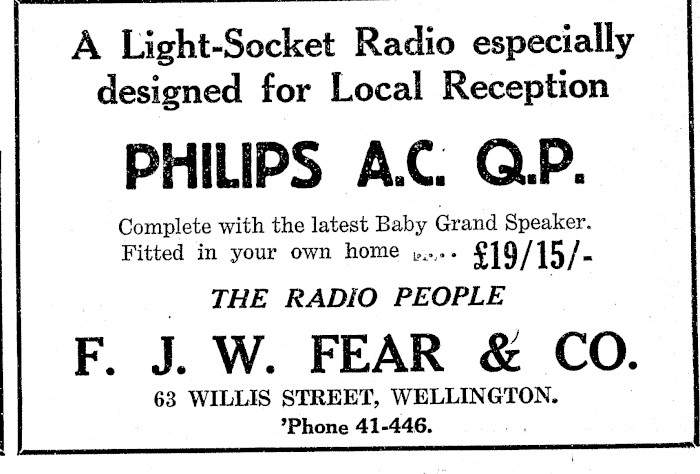 A Light-Socket Radio especially
designed for Local Reception
PHILIPS A.C. Q.P.
Complete with the latest Baby Grand Speaker.
Fitted in your own home ...... £19/15/-
THE RADIO PEOPLE
F. J. W. FEAR & CO.
63 WILLIS STREET, WELLINGTON.
'Phone 41-446.